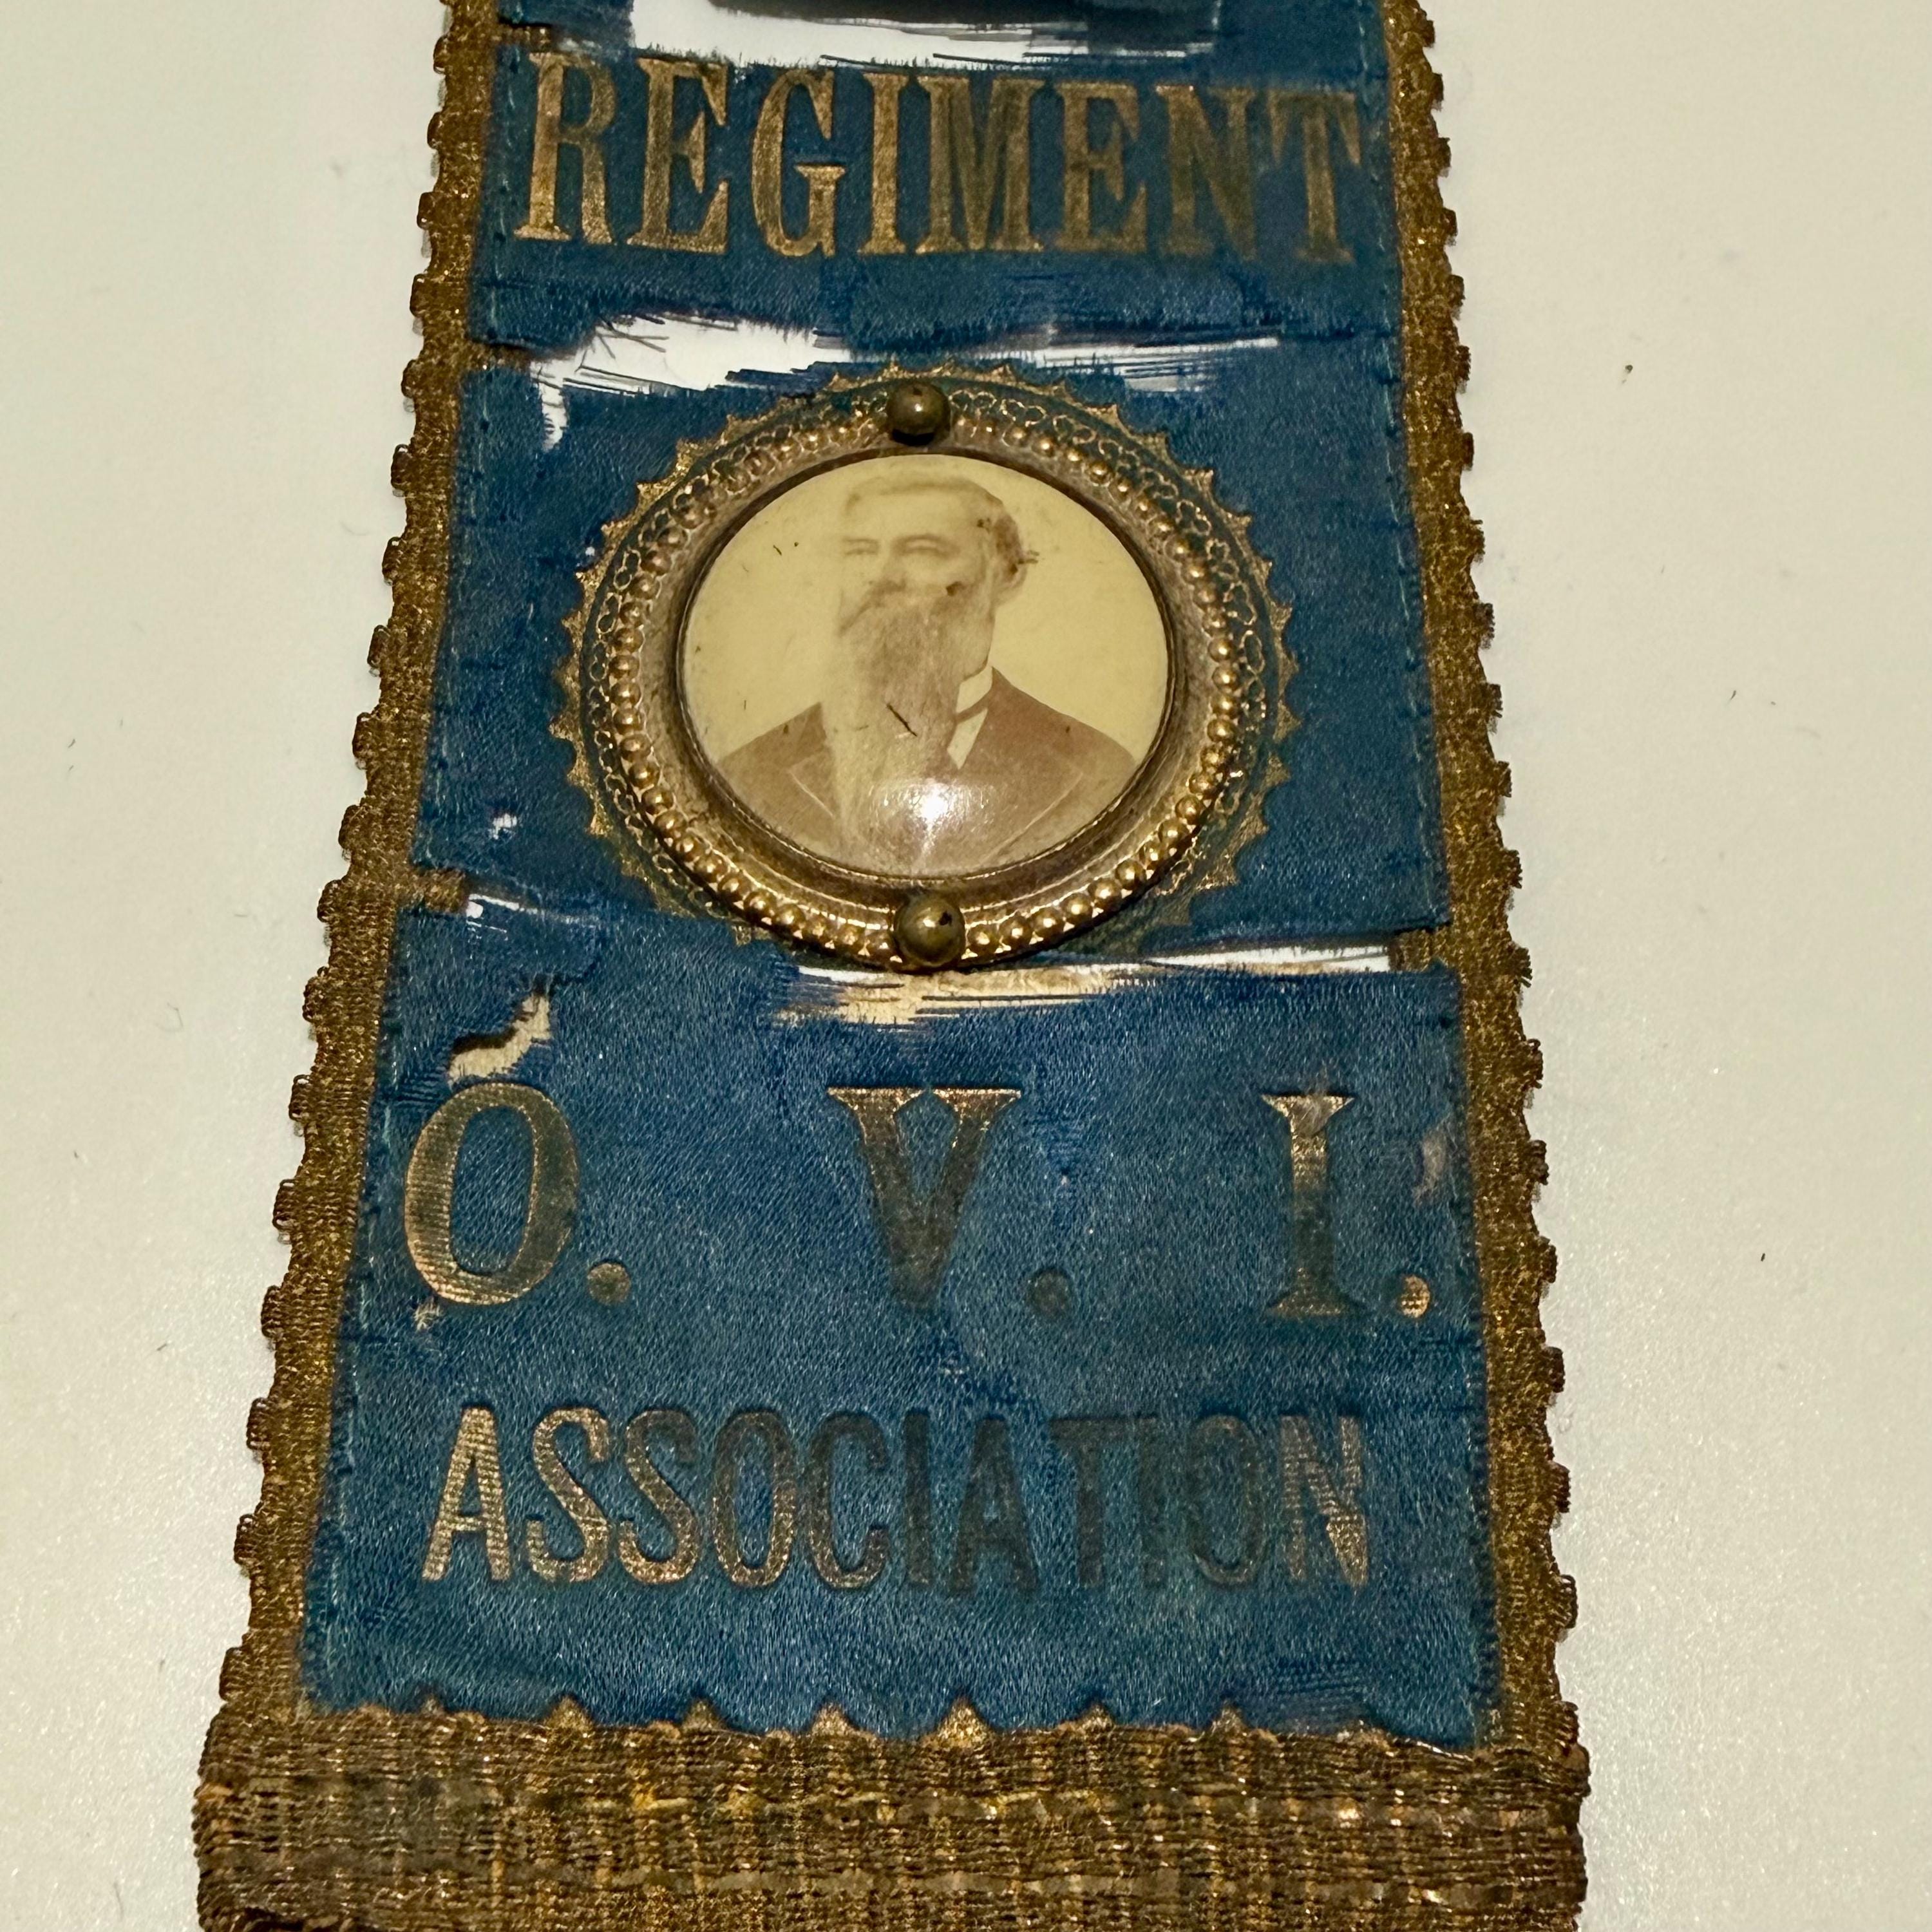 REGIMENT
O. V. I.
ASSOCIATION